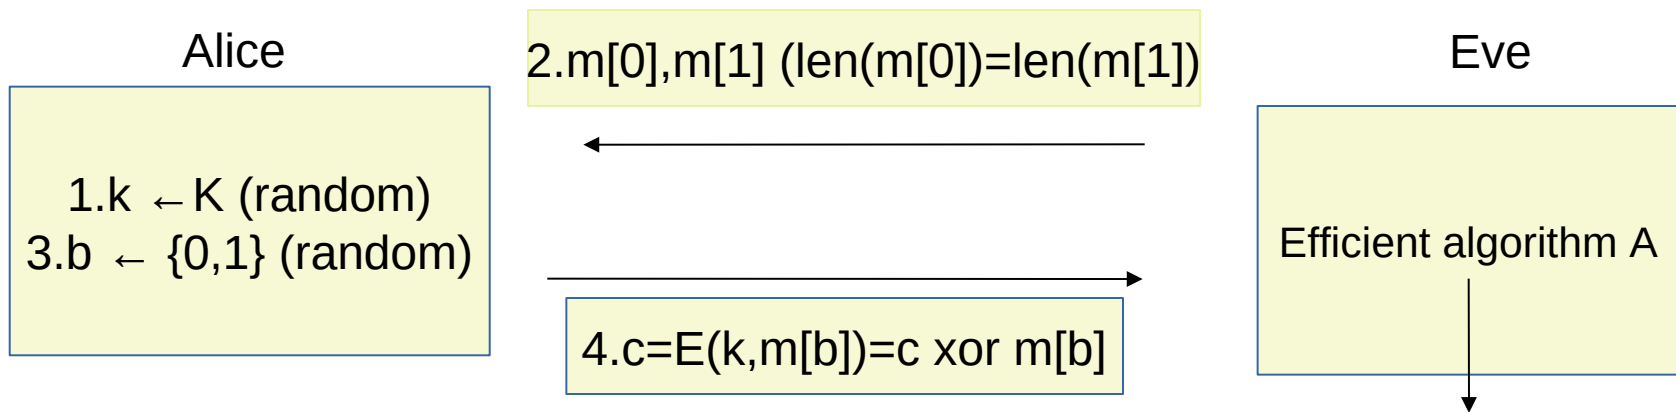 Alice
2.m[0],m[1] (len(m[0])=len(m[1])
Eve
1.k ←K (random)
3.b ← {0,1} (random)
Efficient algorithm A
4.c=E(k,m[b])=c xor m[b]